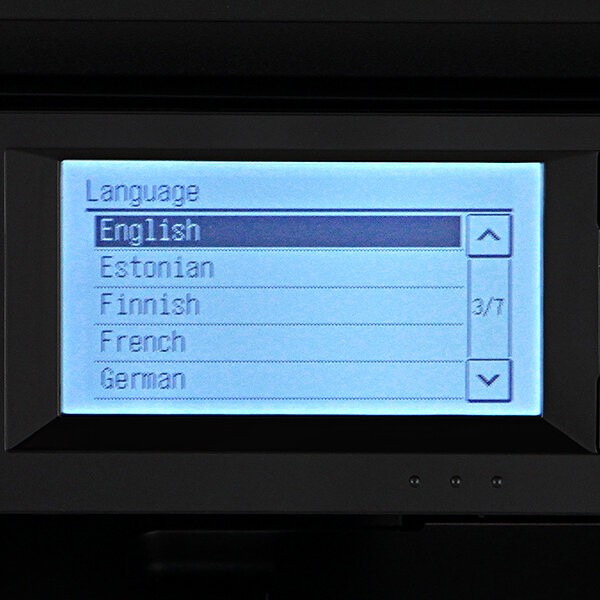 Language
English
Estonian
Finnish
3/7
French
German